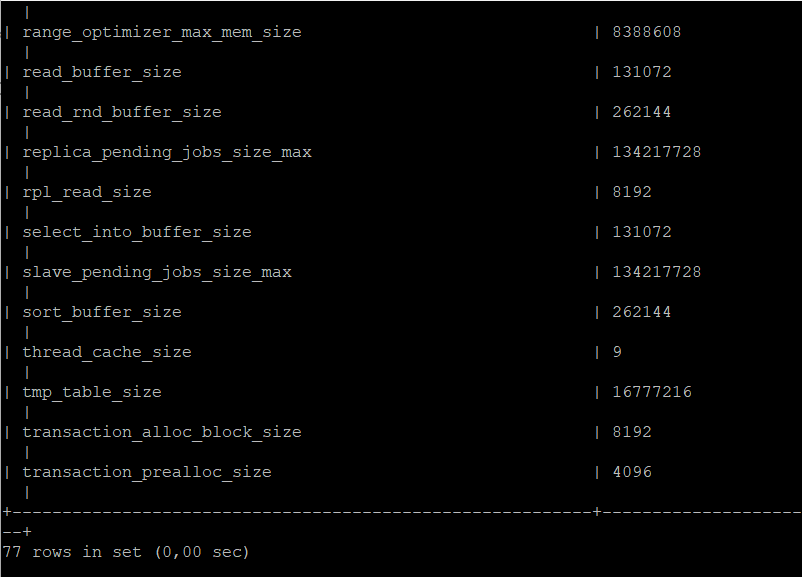 |
| range_optimizer_max_mem_size | 8388608
|
| read_buffer_size | 131072
|
| read_rnd_buffer_size | 262144
|
| replica_pending_jobs_size_max | 134217728
|
| rpl_read_size | 8192
|
| select_into_buffer_size | 131072
|
| slave_pending_jobs_size_max | 134217728
|
| sort_buffer_size | 262144
|
| thread_cache_size | 9
|
| tmp_table_size | 16777216
|
| transaction_alloc_block_size | 8192
|
| transaction_prealloc_size | 4096
|
+----------------------------------------------------------+--------------------
--+
77 rows in set (0,00 sec)